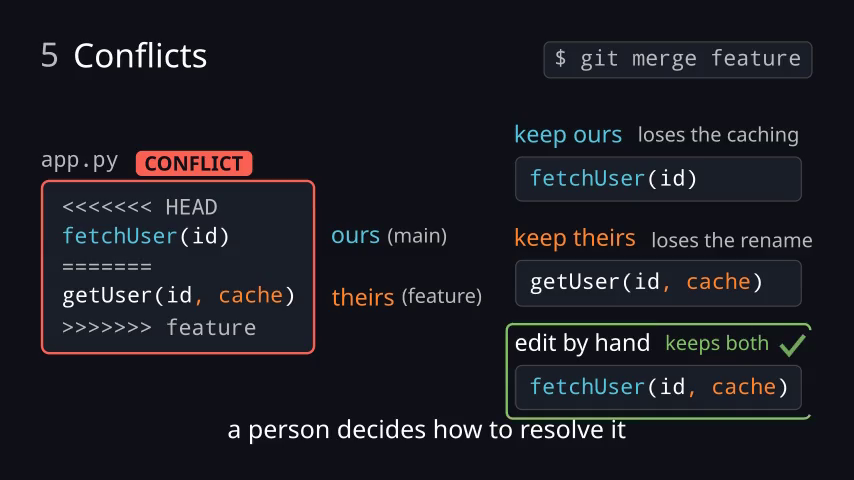 5 Conflicts
$ git merge feature
app.py CONFLICT
<<<<<<< HEAD
fetchUser(id)
=======
getUser(id, cache)
>>>>>>> feature
ours (main)
theirs (feature)
keep ours loses the caching
fetchUser(id)
keep theirs loses the rename
getUser(id, cache)
edit by hand keeps both
fetchUser(id, cache)
a person decides how to resolve it